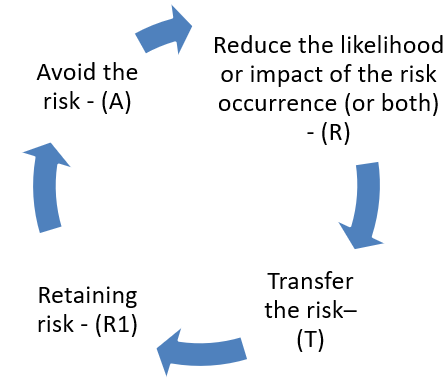 Avoid the
risk - (A)
Reduce the likelihood
or impact of the risk
occurrence (or both)
- (R)
Transfer
the risk–
(T)
Retaining
risk - (R1)